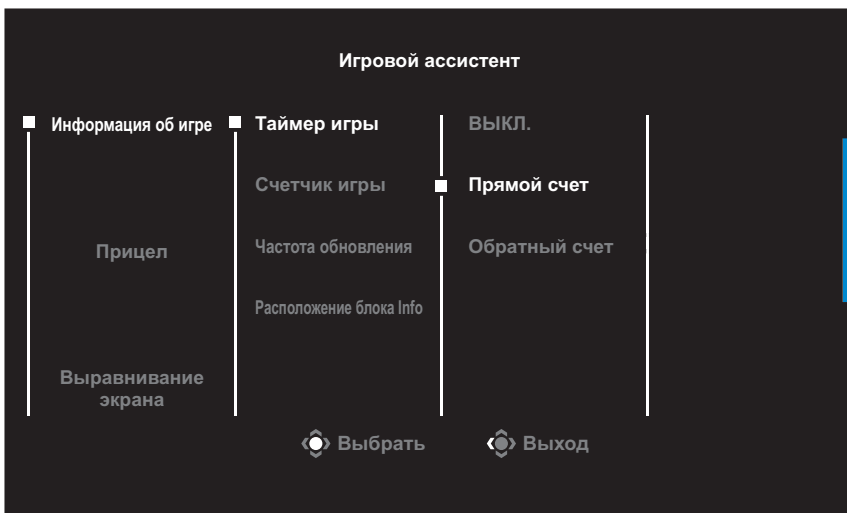 Игровой ассистент
Информация об игре
Таймер игры
ВЫКЛ.
Счетчик игры
Прямой счет
Прицел
Частота обновления
Обратный счет
Расположение блока Info
Выравнивание
экрана
Выбрать
Выход